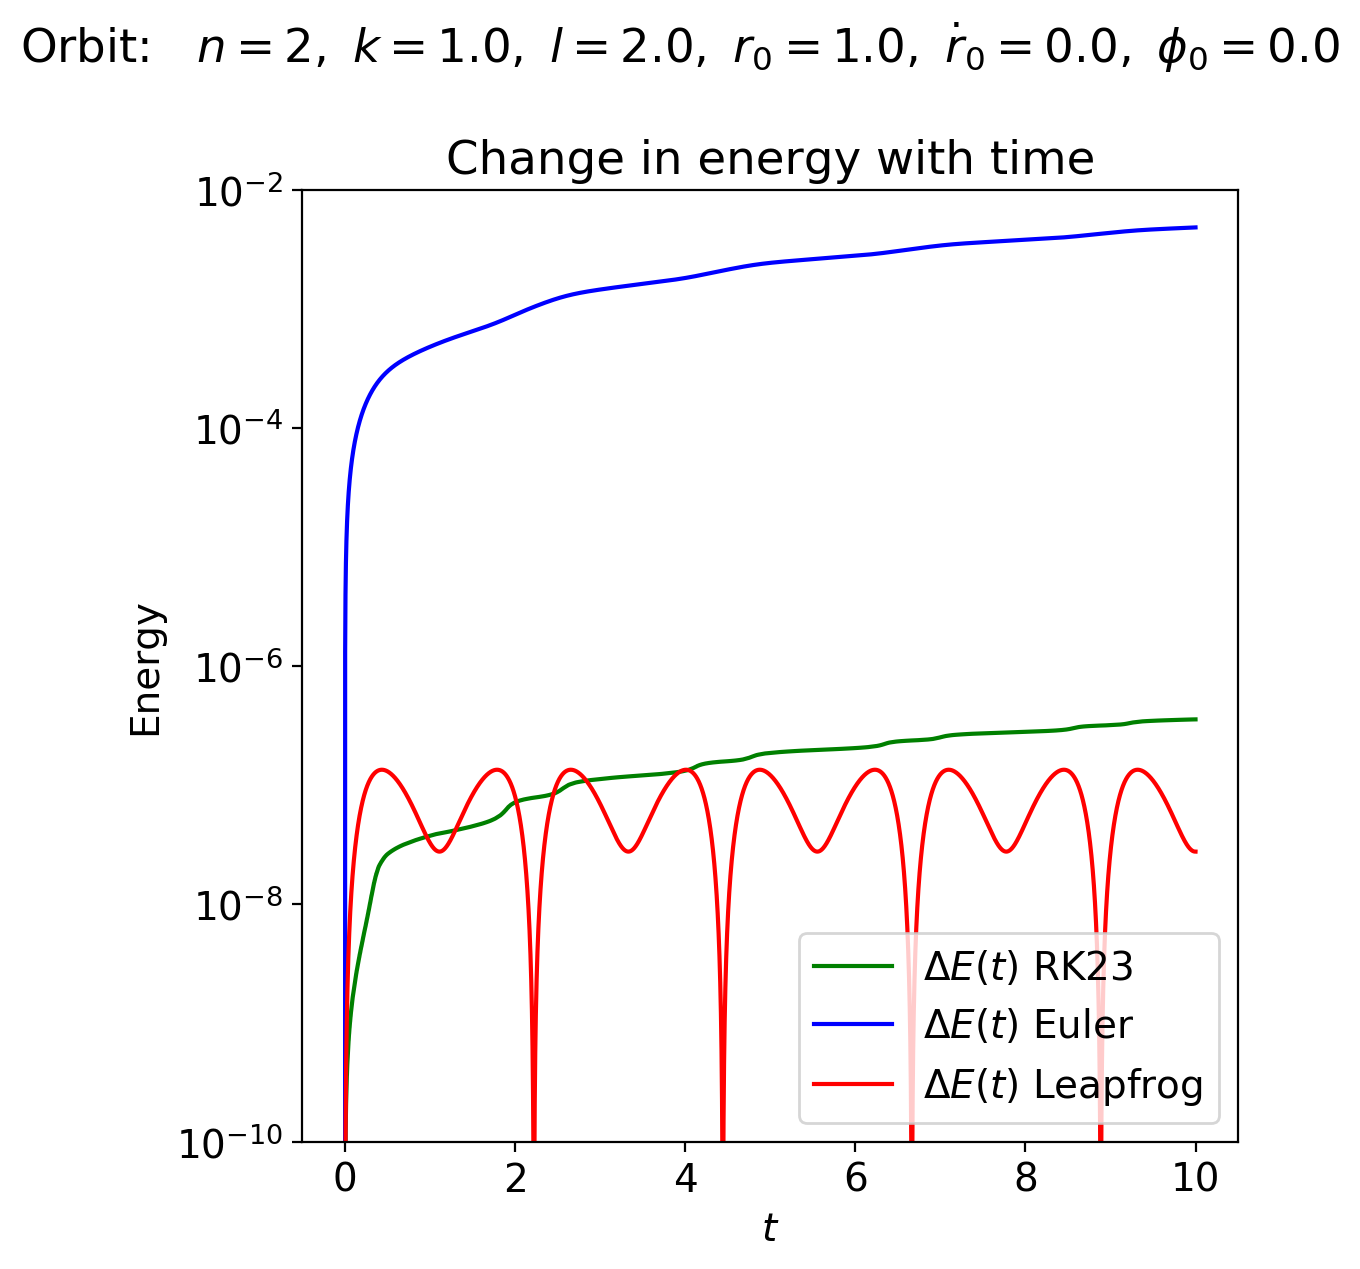 Orbit: n = 2, k = 1.0, l = 2.0, r₀ = 1.0, ṙ₀ = 0.0, ϕ₀ = 0.0
Change in energy with time
10⁻²
10⁻⁴
10⁻⁶
10⁻⁸
10⁻¹⁰
Energy
ΔE(t) RK23
ΔE(t) Euler
ΔE(t) Leapfrog
0 2 4 6 8 10
t